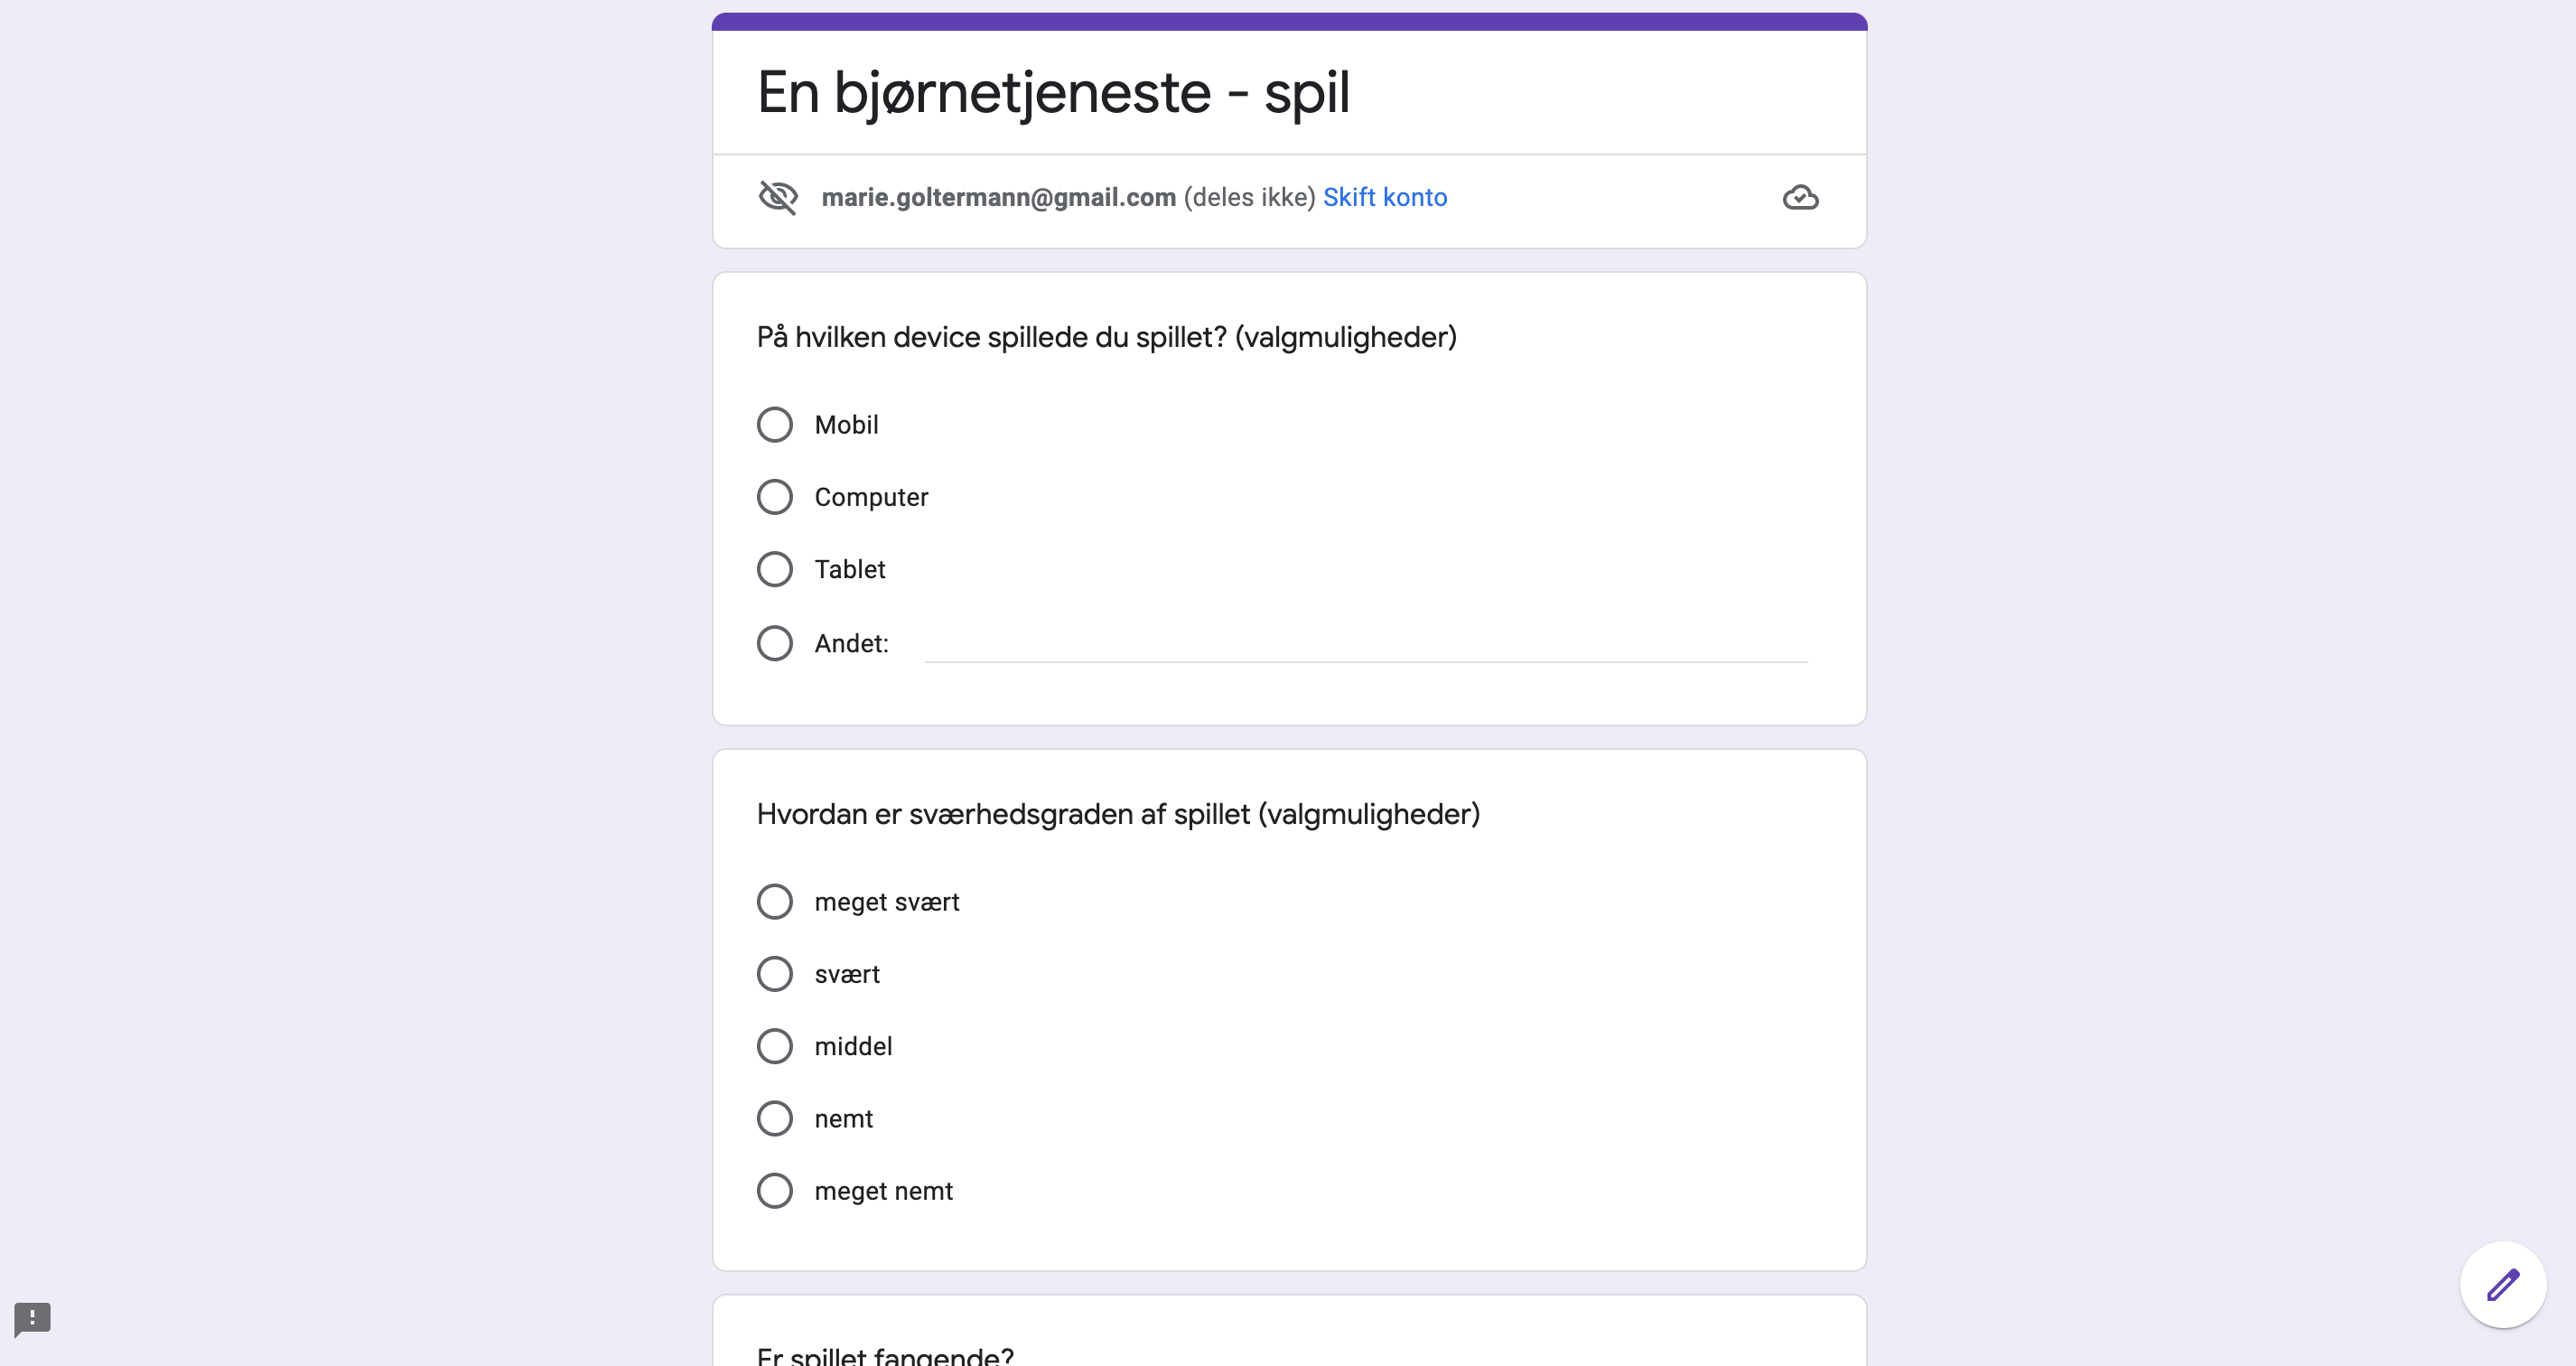 En bjørnetjeneste - spil
marie.goltermann@gmail.com (deles ikke) Skift konto
På hvilken device spillede du spillet? (valgmuligheder)
Mobil
Computer
Tablet
Andet:
Hvordan er sværhedsgraden af spillet (valgmuligheder)
meget svært
svært
middel
nemt
meget nemt
Er spillet fangende?